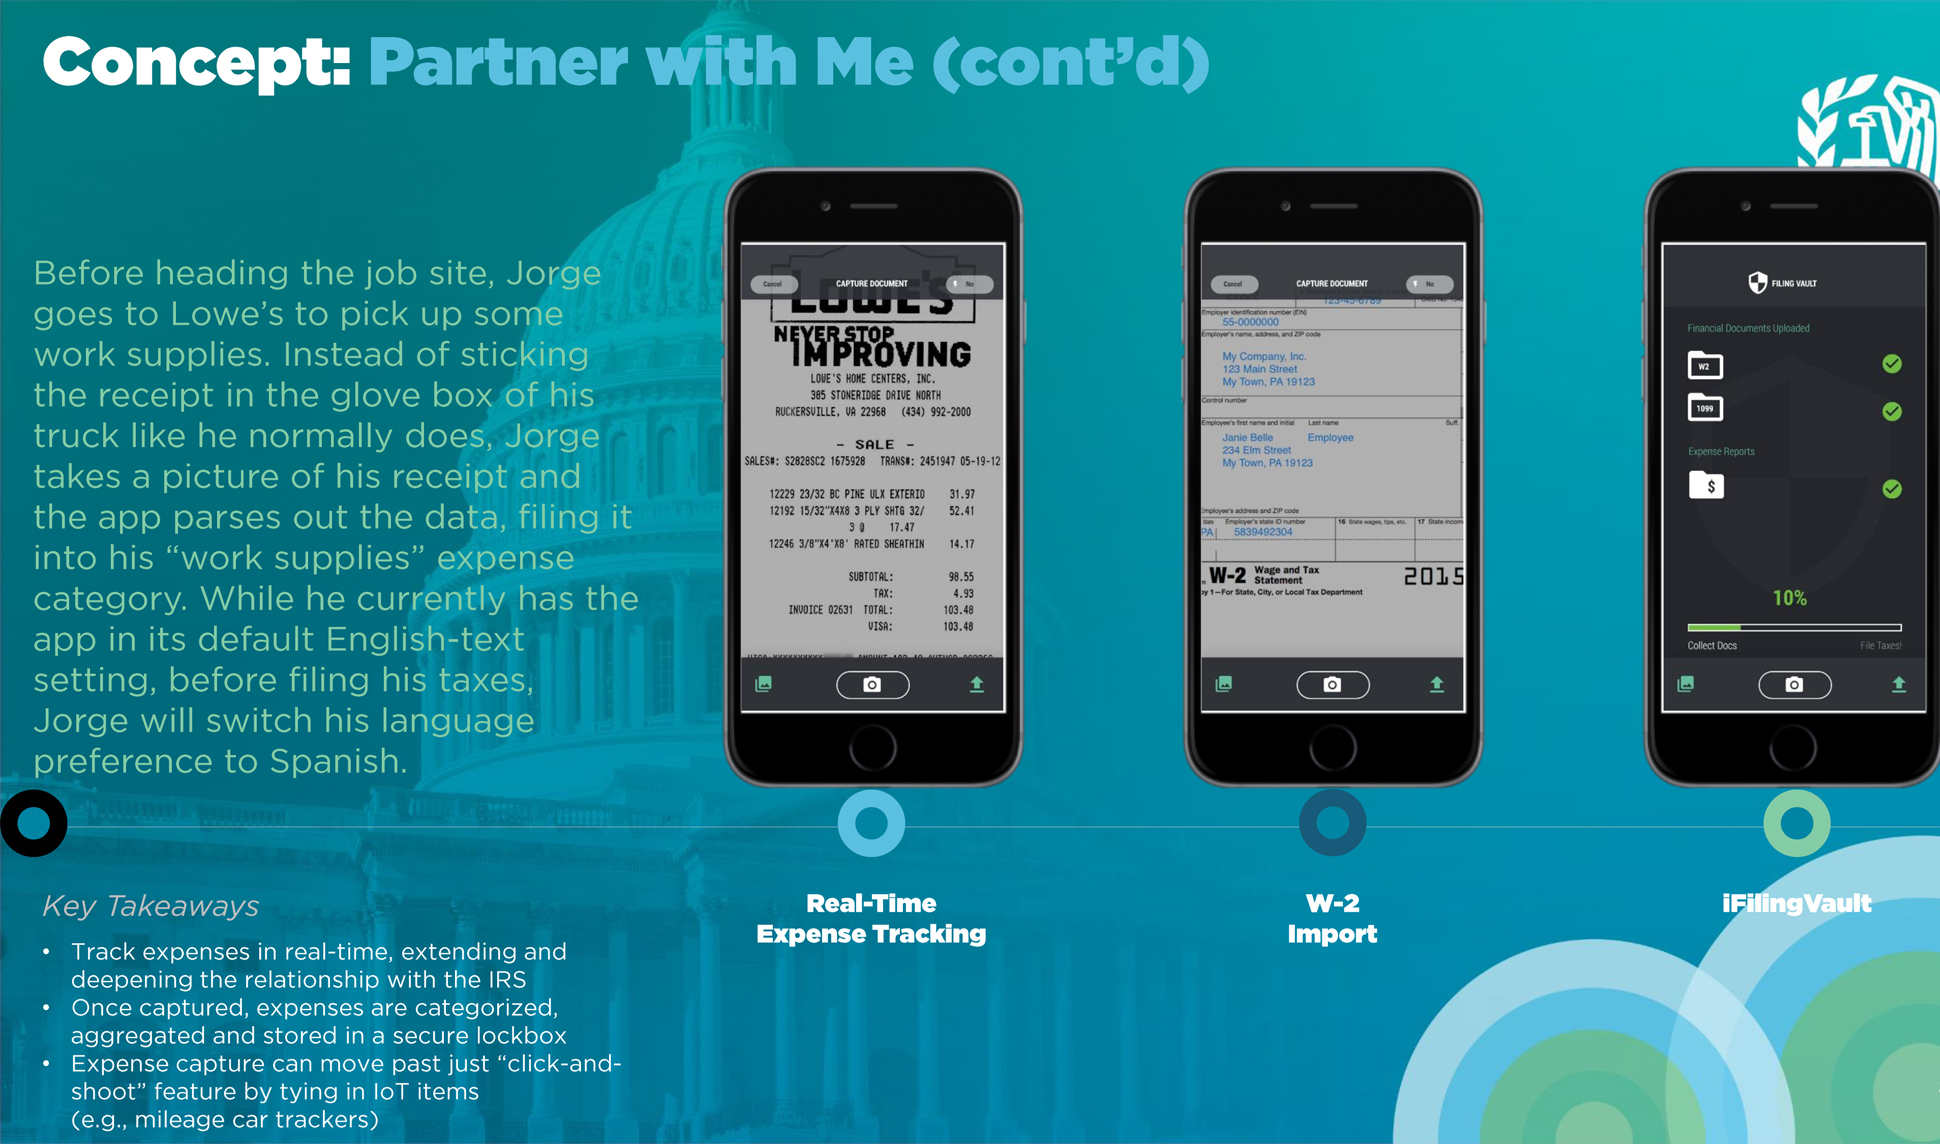 Concept: Partner with Me (cont’d)
Before heading the job site, Jorge
goes to Lowe’s to pick up some
work supplies. Instead of sticking
the receipt in the glove box of his
truck like he normally does, Jorge
takes a picture of his receipt and
the app parses out the data, filing it
into his “work supplies” expense
category. While he currently has the
app in its default English-text
setting, before filing his taxes,
Jorge will switch his language
preference to Spanish.
Cancel CAPTURE DOCUMENT No
LOWE'S
NEVER STOP
IMPROVING
LOWE'S HOME CENTERS, INC.
385 STONERIDGE DRIVE NORTH
RUCKERSVILLE, VA 22968 (434) 992-2000
- SALE -
SALES#: S2828SC2 1675928 TRANS#: 2451947 05-19-12
12229 23/32 BC PINE ULX EXTERIO 31.97
12192 15/32"X4X8 3 PLY SHTG 32/ 52.41
3 @ 17.47
12246 3/8"X4'X8' RATED SHEATHIN 14.17
SUBTOTAL: 98.55
TAX: 4.93
INVOICE 02631 TOTAL: 103.48
VISA: 103.48
Cancel CAPTURE DOCUMENT No
123-45-6789
Employer identification number (EIN)
55-0000000
Employer's name, address, and ZIP code
My Company, Inc.
123 Main Street
My Town, PA 19123
Control number
Employee's first name and initial Last name Suff.
Janie Belle Employee
234 Elm Street
My Town, PA 19123
Employee's address and ZIP code
State Employer's state ID number 16 State wages, tips, etc. 17 State incom
PA 5839492304
W-2 Wage and Tax
Statement 2015
py 1—For State, City, or Local Tax Department
FILING VAULT
Financial Documents Uploaded
W2
1099
Expense Reports
$
10%
Collect Docs File Taxes!
Real-Time
Expense Tracking
W-2
Import
iFilingVault
Key Takeaways
• Track expenses in real-time, extending and
deepening the relationship with the IRS
• Once captured, expenses are categorized,
aggregated and stored in a secure lockbox
• Expense capture can move past just “click-and-
shoot” feature by tying in IoT items
(e.g., mileage car trackers)